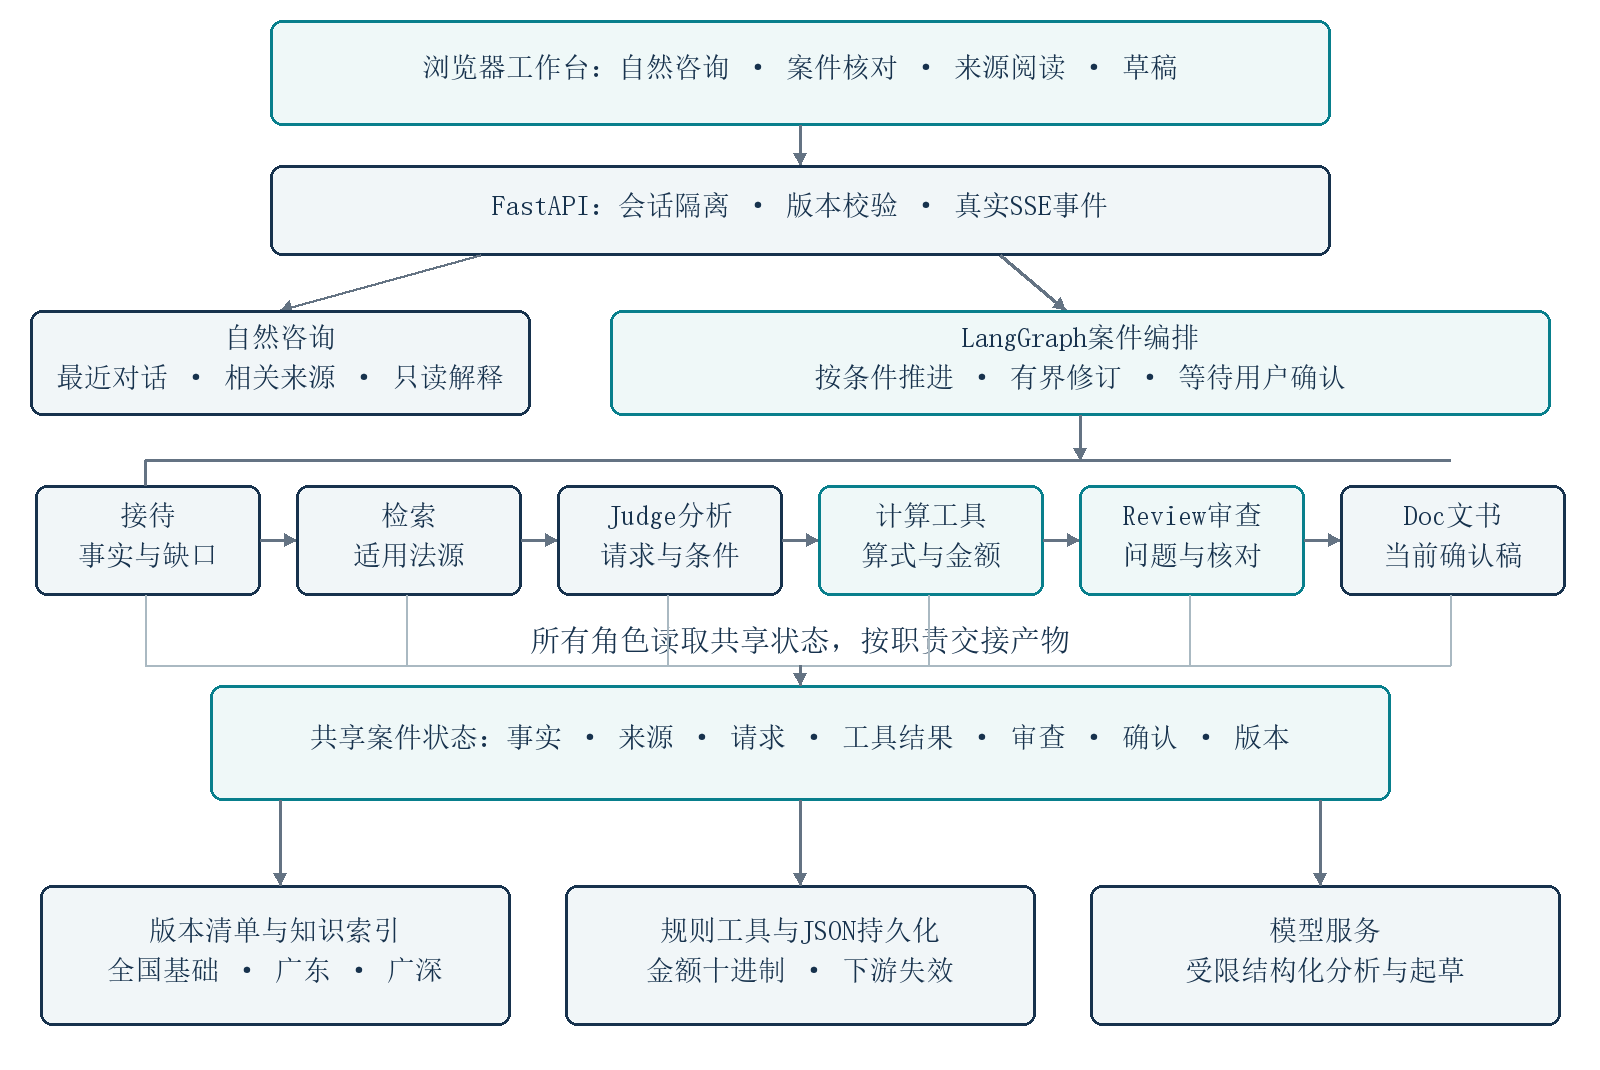 浏览器工作台：自然咨询 • 案件核对 • 来源阅读 • 草稿
FastAPI：会话隔离 • 版本校验 • 真实SSE事件
自然咨询
最近对话 • 相关来源 • 只读解释
LangGraph案件编排
按条件推进 • 有界修订 • 等待用户确认
接待
事实与缺口
检索
适用法源
Judge分析
请求与条件
计算工具
算式与金额
Review审查
问题与核对
Doc文书
当前确认稿
所有角色读取共享状态，按职责交接产物
共享案件状态：事实 • 来源 • 请求 • 工具结果 • 审查 • 确认 • 版本
版本清单与知识索引
全国基础 • 广东 • 广深
规则工具与JSON持久化
金额十进制 • 下游失效
模型服务
受限结构化分析与起草